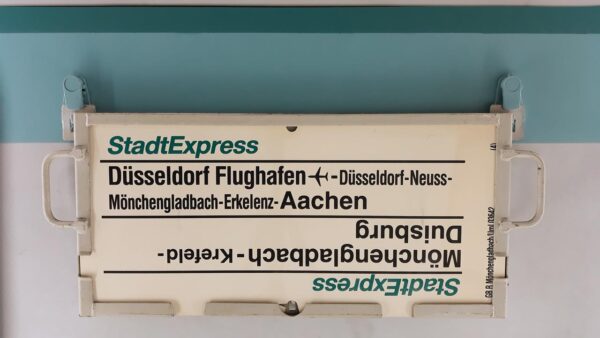 StadtExpress
Düsseldorf Flughafen ✈-Düsseldorf-Neuss-
Mönchengladbach-Erkelenz-Aachen
StadtExpress
Mönchengladbach-Krefeld-
Duisburg